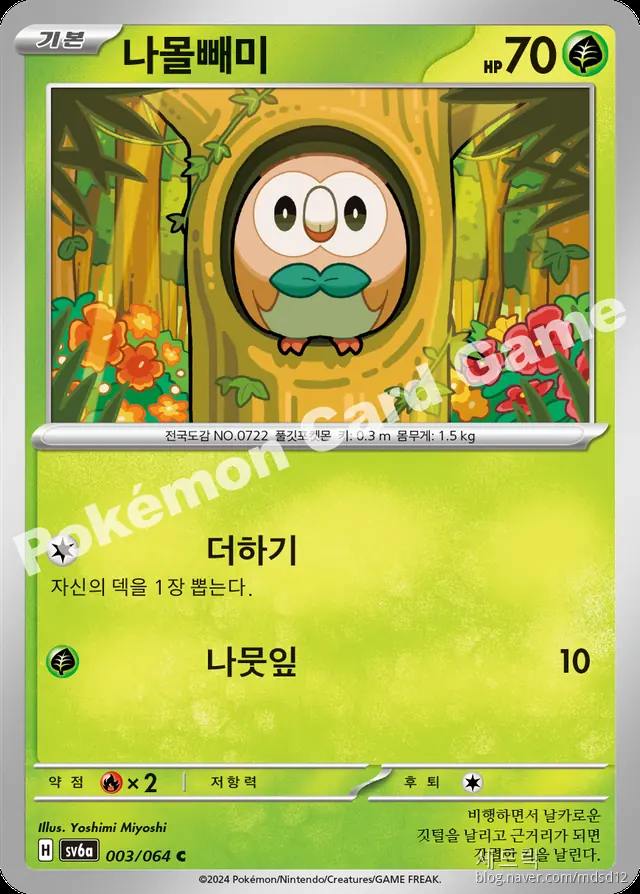 기본
나몰빼미
HP 70
전국도감 NO.0722 풀깃포켓몬 키: 0.3 m 몸무게: 1.5 kg
Pokémon Card Game
더하기
자신의 덱을 1장 뽑는다.
나뭇잎 10
약점 ×2 저항력 후퇴
Illus. Yoshimi Miyoshi
비행하면서 날카로운
깃털을 날리고 근거리가 되면
강렬한 킥을 날린다.
H sv6a 003/064 C
세드릭
blog.naver.com/mdsd12
©2024 Pokémon/Nintendo/Creatures/GAME FREAK.